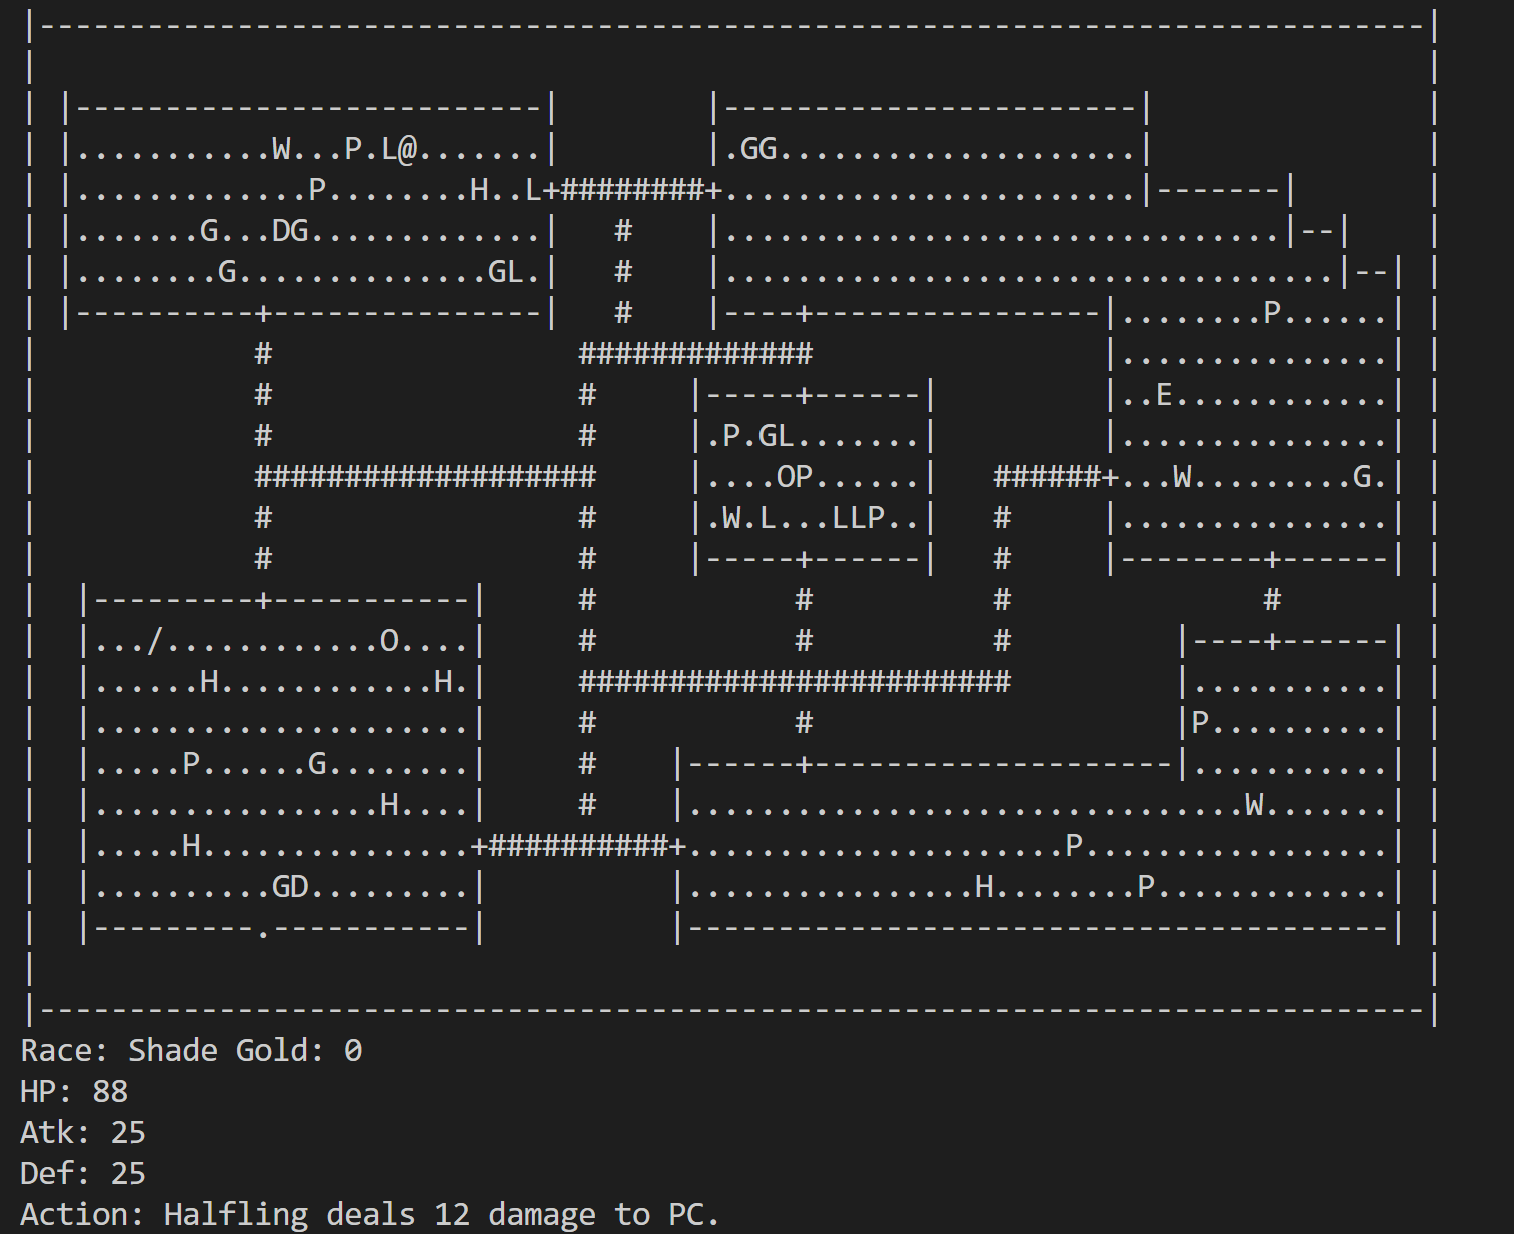 |-----------------------------------------------------------------------------|
|                                                                             |
| |--------------------------|        |-----------------------|               |
| |...........W...P.L@.......|        |.GG....................|               |
| |.............P........H..L+########+.......................|-------|       |
| |.......G...DG.............|   #    |...............................|--|    |
| |........G..............GL.|   #    |..................................|--| |
| |----------+---------------|   #    |----+----------------|........P......| |
|            #                 #############                |...............| |
|            #                 #     |-----+------|         |..E............| |
|            #                 #     |.P.GL.......|         |...............| |
|            ###################     |....OP......|   ######+...W.........G.| |
|            #                 #     |.W.L...LLP..|   #     |...............| |
|            #                 #     |-----+------|   #     |--------+------| |
|  |---------+-----------|     #           #          #              #        |
|  |.../............O....|     #           #          #         |----+------| |
|  |......H............H.|     ########################         |...........| |
|  |.....................|     #           #                    |P..........| |
|  |.....P......G........|     #    |------+--------------------|...........| |
|  |................H....|     #    |...............................W.......| |
|  |.....H...............+##########+.....................P.................| |
|  |..........GD.........|          |................H........P.............| |
|  |---------.-----------|          |---------------------------------------| |
|                                                                             |
|-----------------------------------------------------------------------------|
Race: Shade Gold: 0
HP: 88
Atk: 25
Def: 25
Action: Halfling deals 12 damage to PC.